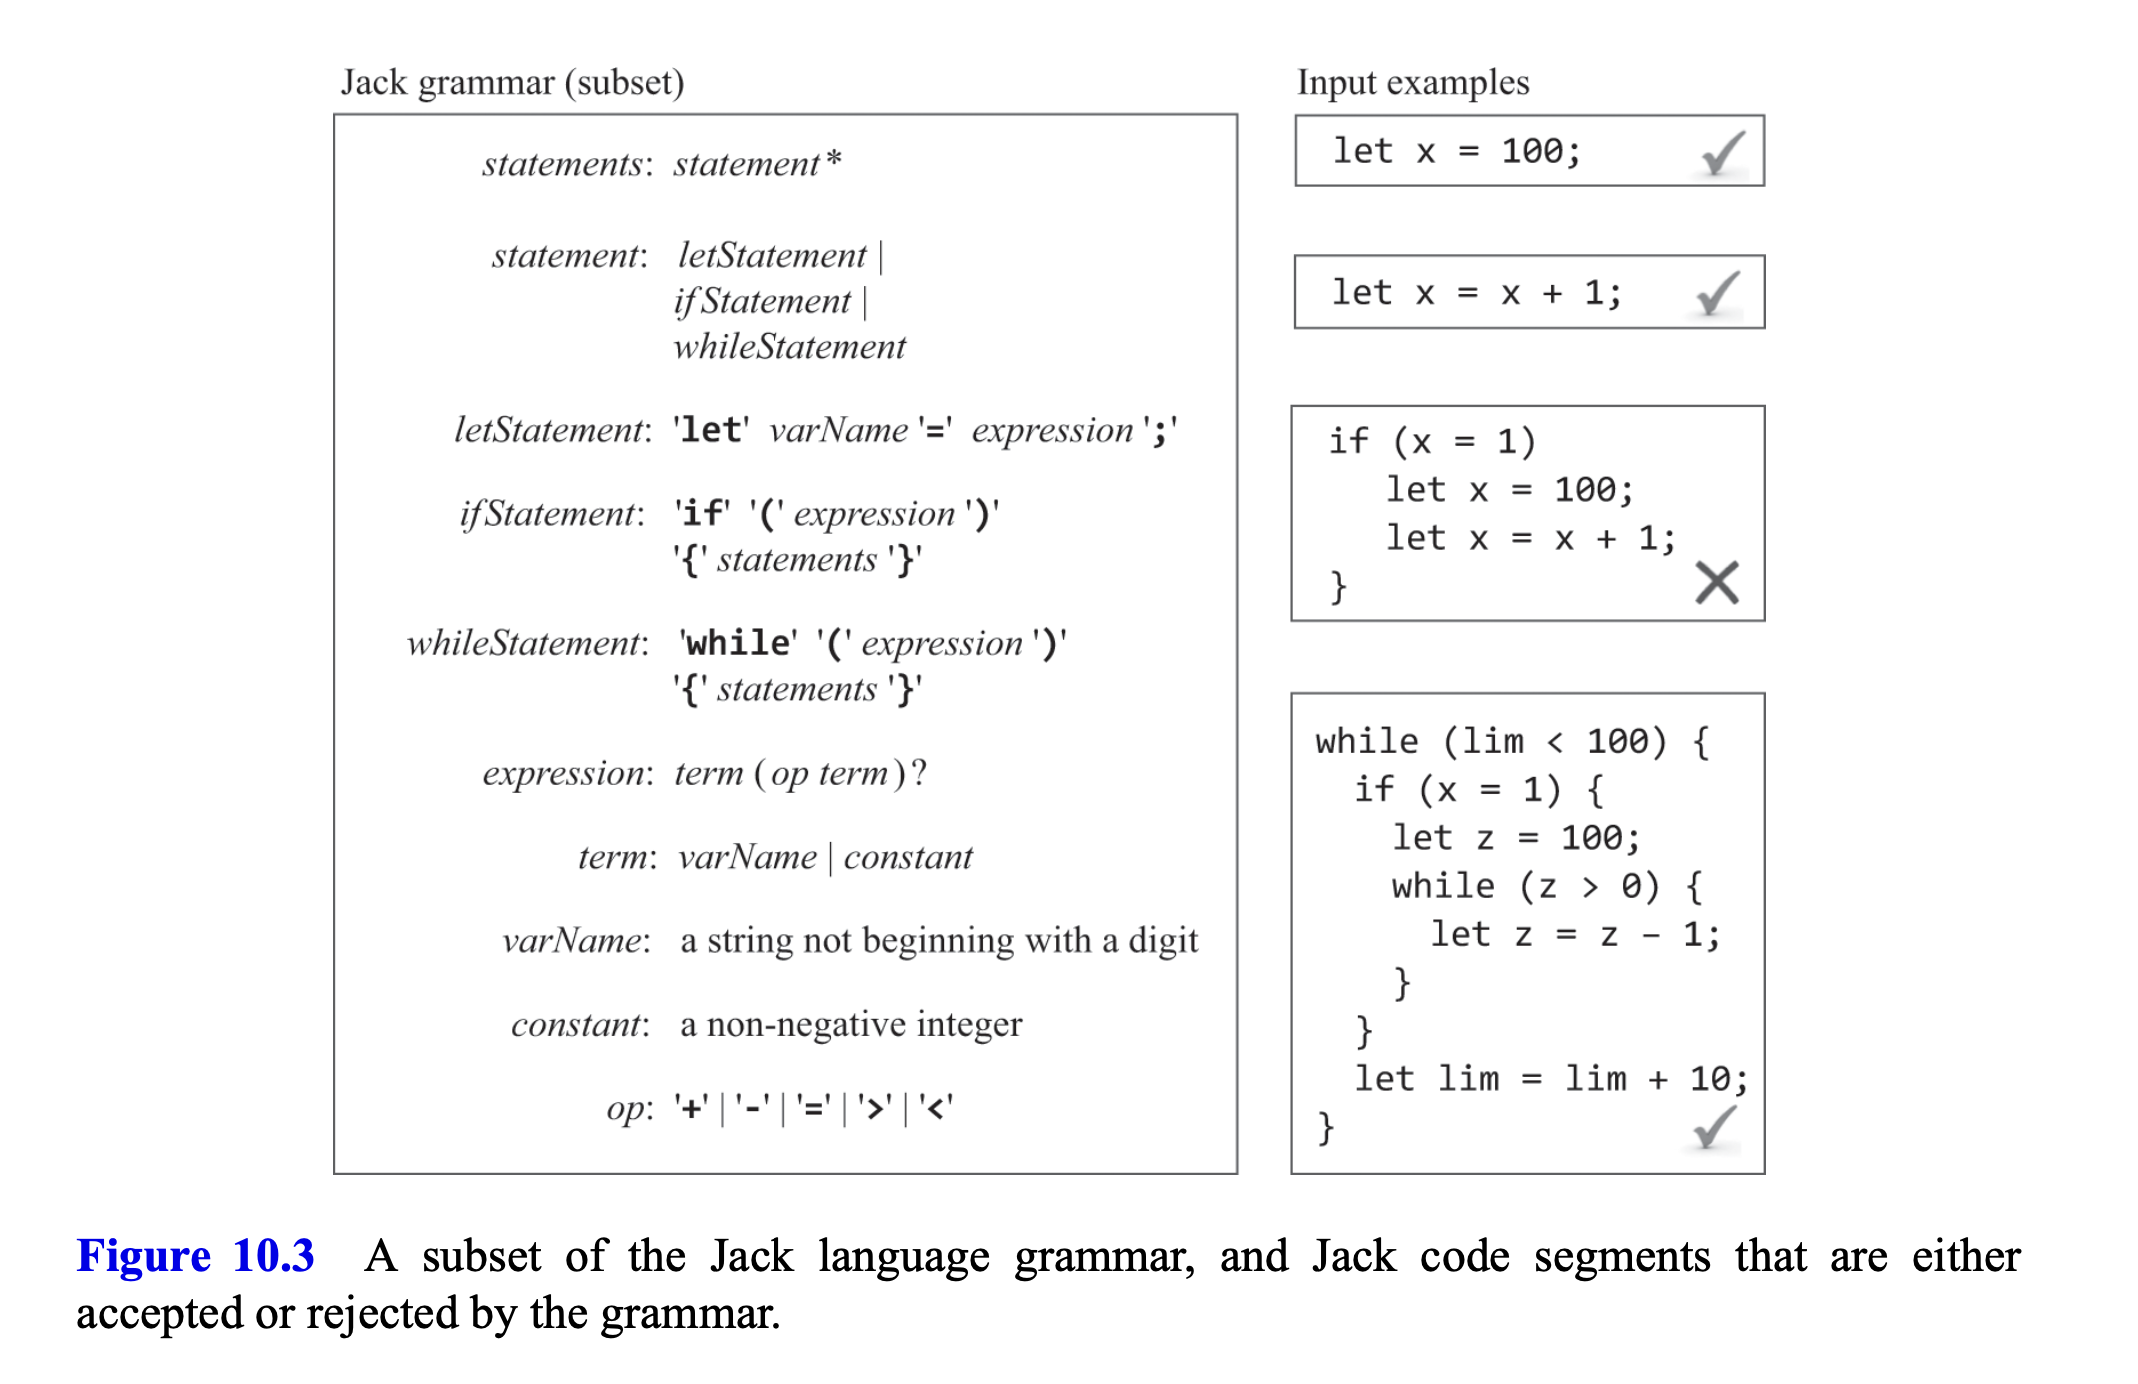 Jack grammar (subset)
statements: statement*
statement: letStatement |
ifStatement |
whileStatement
letStatement: 'let' varName '=' expression ';'
ifStatement: 'if' '(' expression ')'
'{' statements '}'
whileStatement: 'while' '(' expression ')'
'{' statements '}'
expression: term (op term)?
term: varName | constant
varName: a string not beginning with a digit
constant: a non-negative integer
op: '+' | '-' | '=' | '>' | '<'
Input examples
let x = 100;
let x = x + 1;
if (x = 1)
let x = 100;
let x = x + 1;
}
while (lim < 100) {
if (x = 1) {
let z = 100;
while (z > 0) {
let z = z - 1;
}
}
let lim = lim + 10;
}
Figure 10.3 A subset of the Jack language grammar, and Jack code segments that are either
accepted or rejected by the grammar.